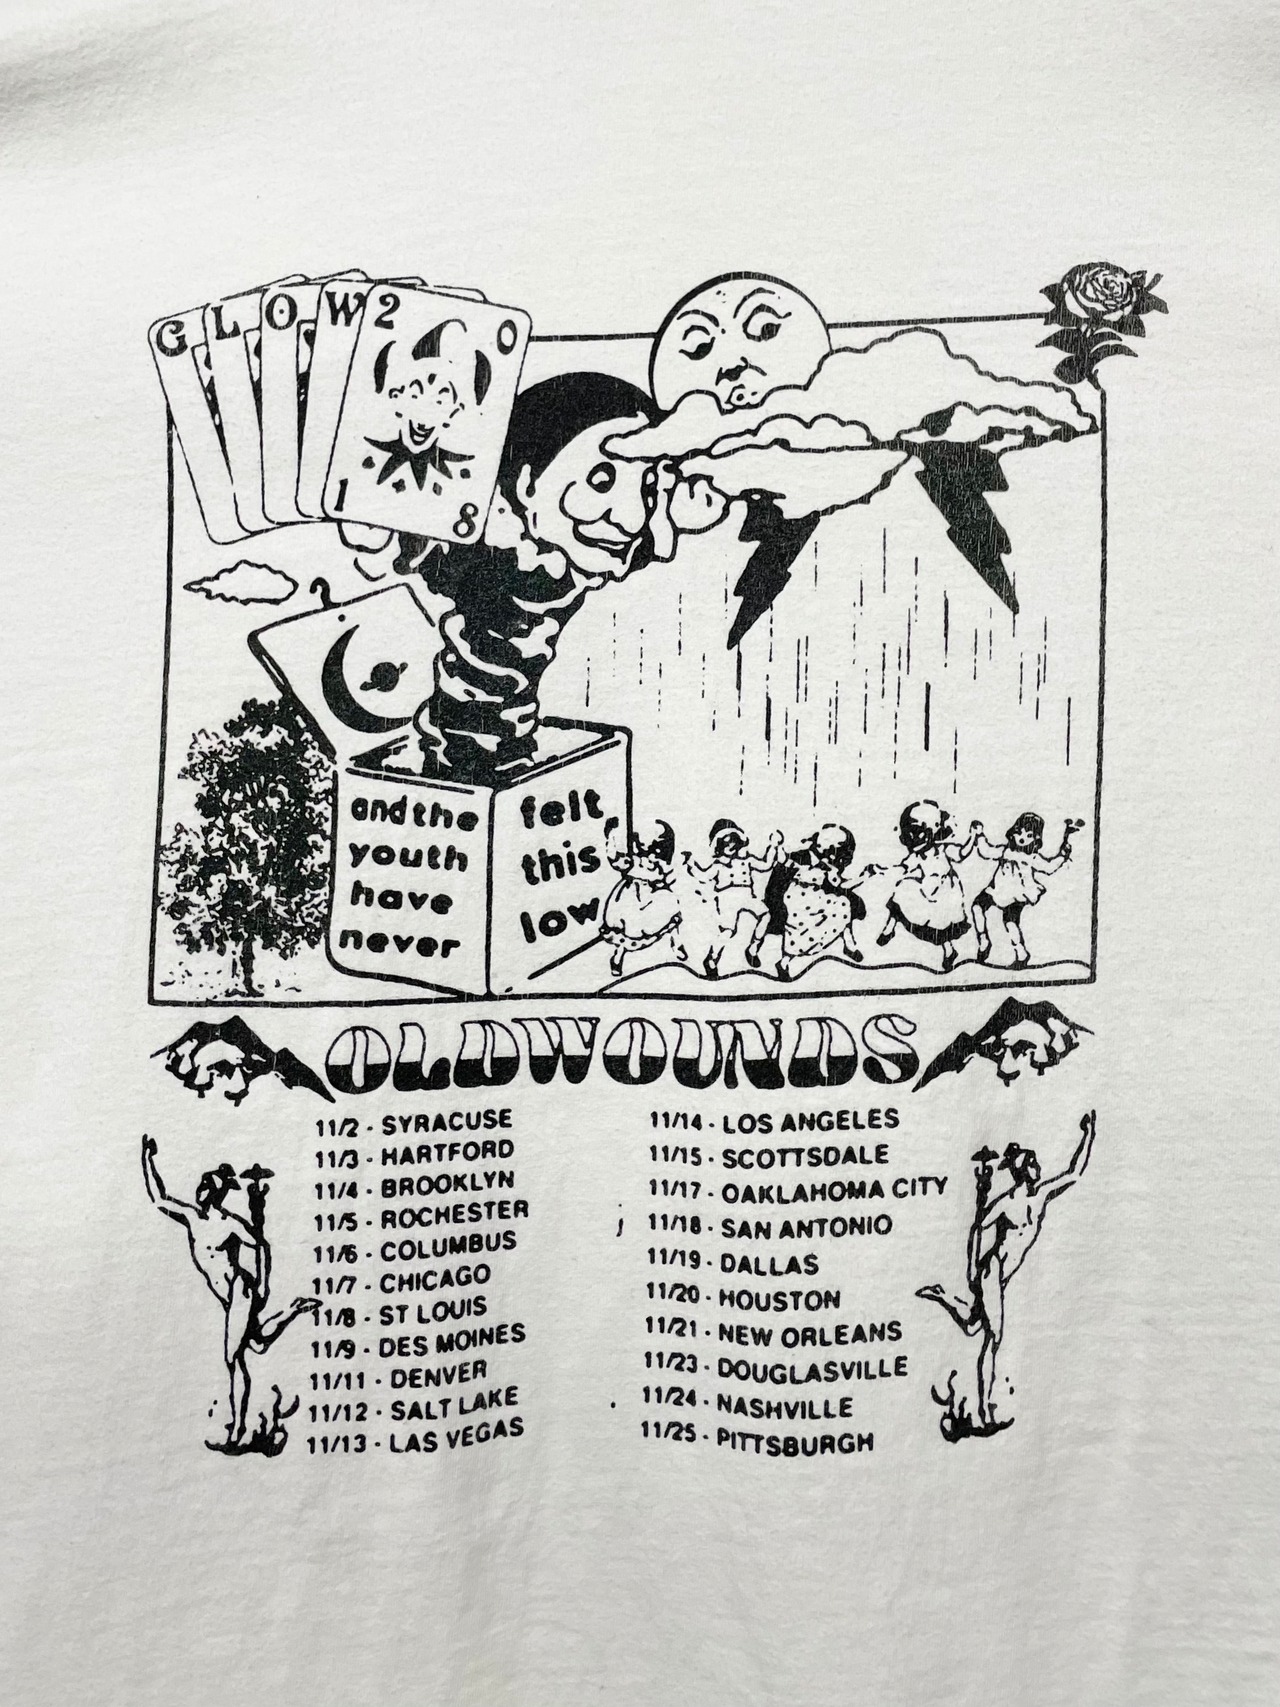 G L O W 2 0
1 8
and the
youth
have
never
felt
this
low
OLDWOUNDS
11/2 - SYRACUSE
11/3 - HARTFORD
11/4 - BROOKLYN
11/5 - ROCHESTER
11/6 - COLUMBUS
11/7 - CHICAGO
11/8 - ST LOUIS
11/9 - DES MOINES
11/11 - DENVER
11/12 - SALT LAKE
11/13 - LAS VEGAS
11/14 - LOS ANGELES
11/15 - SCOTTSDALE
11/17 - OAKLAHOMA CITY
11/18 - SAN ANTONIO
11/19 - DALLAS
11/20 - HOUSTON
11/21 - NEW ORLEANS
11/23 - DOUGLASVILLE
11/24 - NASHVILLE
11/25 - PITTSBURGH